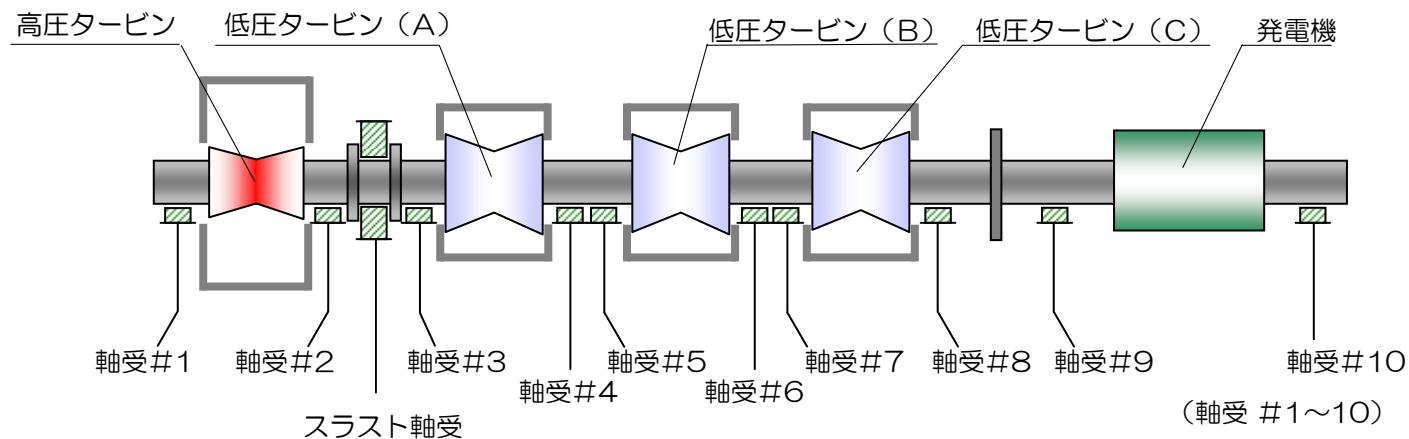 高圧タービン
低圧タービン（A）
低圧タービン（B）
低圧タービン（C）
発電機
軸受#1
軸受#2
軸受#3
軸受#4
軸受#5
軸受#6
軸受#7
軸受#8
軸受#9
軸受#10
スラスト軸受
（軸受 #1～10）